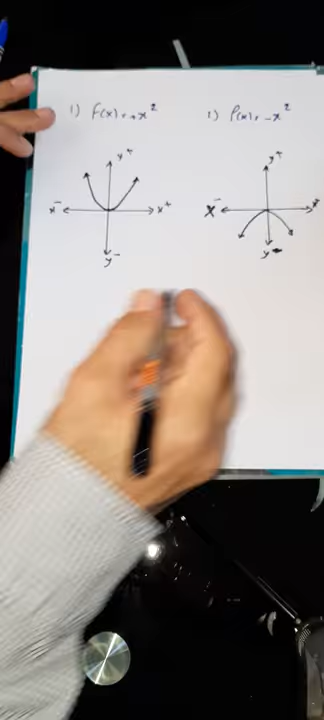 1) f(x)=+x²
1) f(x)=-x²
y+
x-
x+
y-
y+
x-
x+
y-